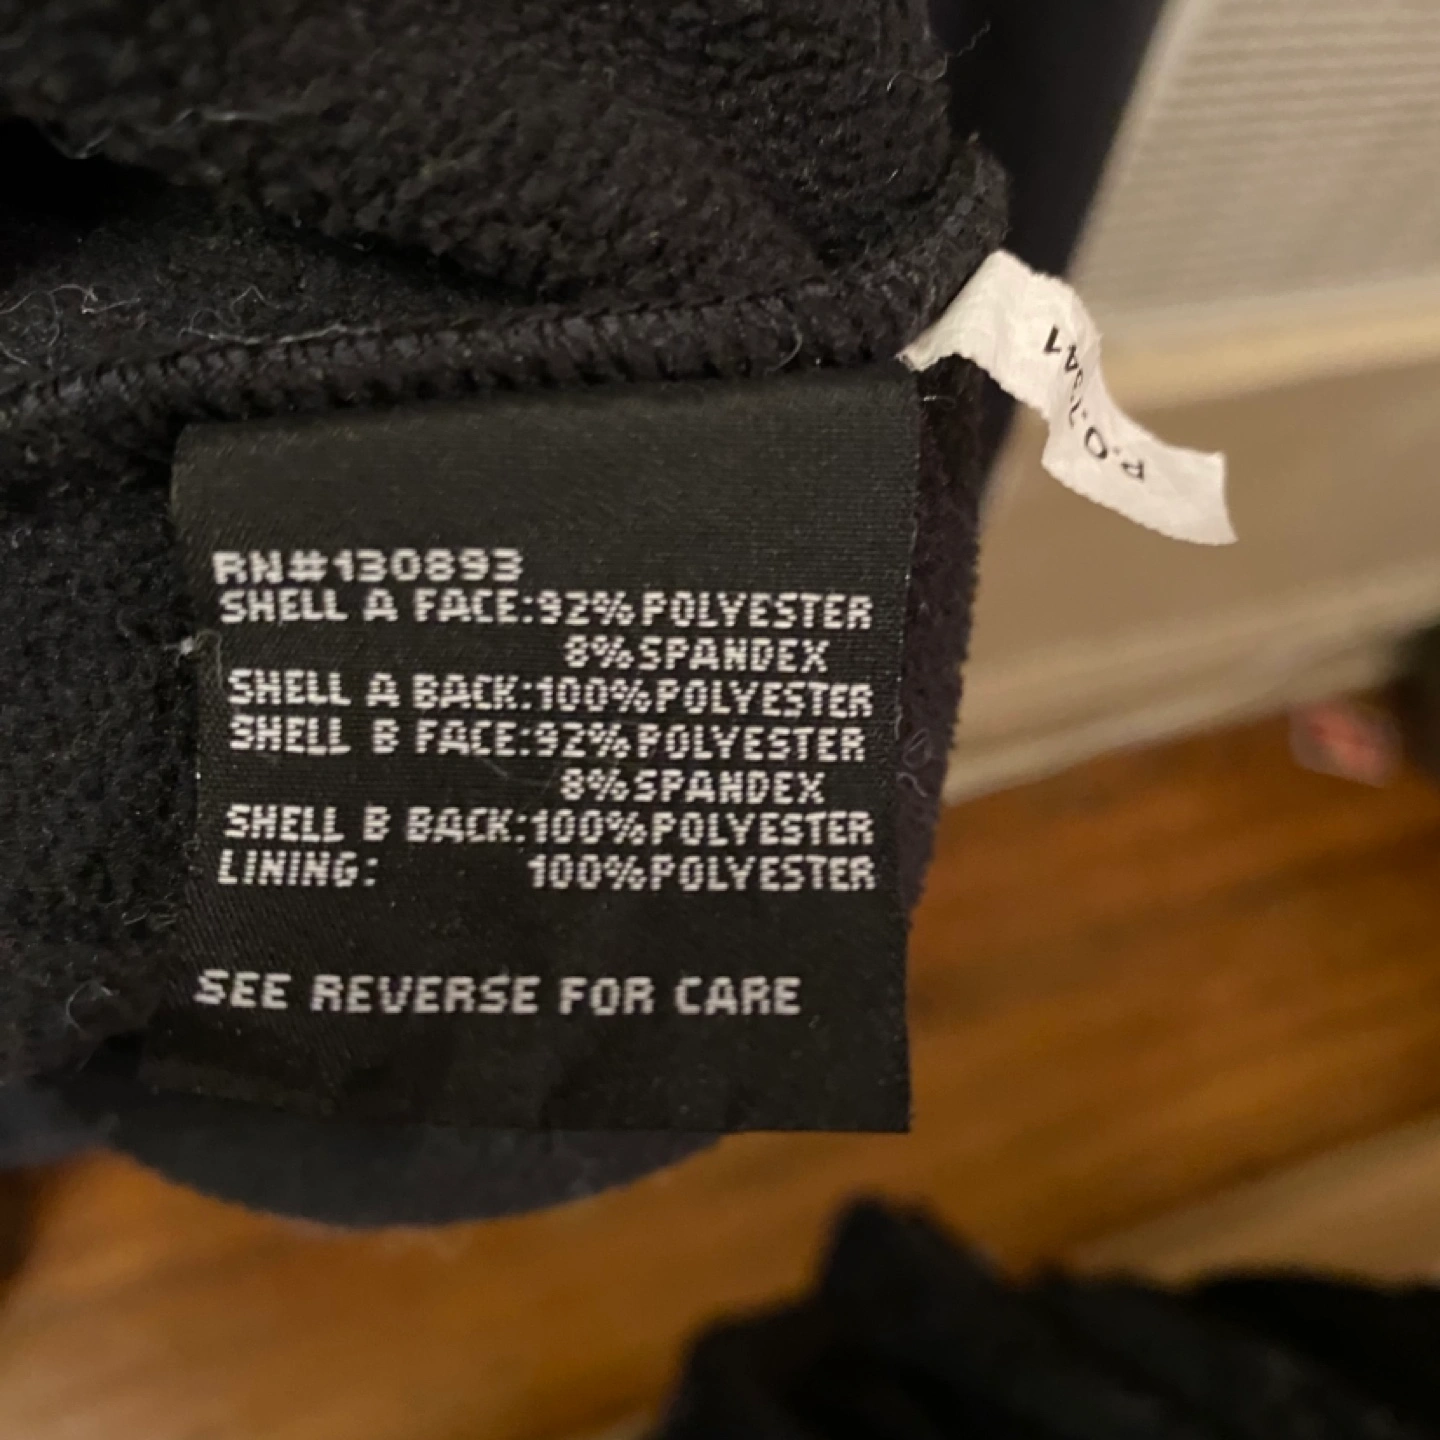 RN#130893
SHELL A FACE:92%POLYESTER
8%SPANDEX
SHELL A BACK:100%POLYESTER
SHELL B FACE:92%POLYESTER
8%SPANDEX
SHELL B BACK:100%POLYESTER
LINING: 100%POLYESTER
SEE REVERSE FOR CARE
P.O.